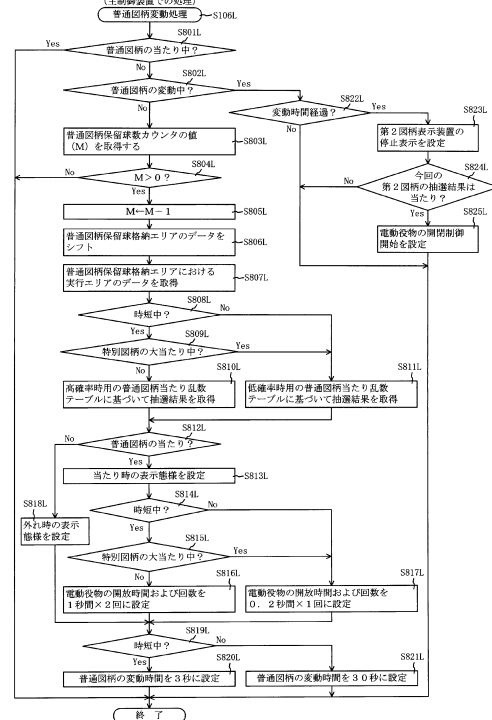 (主制御装置での処理)
普通図柄変動処理
S106L
S801L
Yes
普通図柄の当たり中?
No
S802L
普通図柄の変動中?
Yes
No
S822L
変動時間経過?
Yes
No
S823L
第2図柄表示装置の
停止表示を設定
S824L
今回の
第2図柄の抽選結果は
当たり?
No
Yes
S825L
電動役物の開閉制御
開始を設定
普通図柄保留球数カウンタの値
(M)を取得する
S803L
S804L
No
M>0?
Yes
M←M-1
S805L
普通図柄保留球格納エリアのデータを
シフト
S806L
普通図柄保留球格納エリアにおける
実行エリアのデータを取得
S807L
S808L
時短中?
No
Yes
S809L
特別図柄の大当たり中?
Yes
No
S810L
高確率時用の普通図柄当たり乱数
テーブルに基づいて抽選結果を取得
S811L
低確率時用の普通図柄当たり乱数
テーブルに基づいて抽選結果を取得
S812L
No
普通図柄の当たり?
Yes
当たり時の表示態様を設定
S813L
S814L
時短中?
No
Yes
S818L
外れ時の表示
態様を設定
S815L
特別図柄の大当たり中?
Yes
No
S816L
電動役物の開放時間および回数を
1秒間×2回に設定
S817L
電動役物の開放時間および回数を
0.2秒間×1回に設定
S819L
時短中?
No
Yes
S820L
普通図柄の変動時間を3秒に設定
S821L
普通図柄の変動時間を30秒に設定
終 了